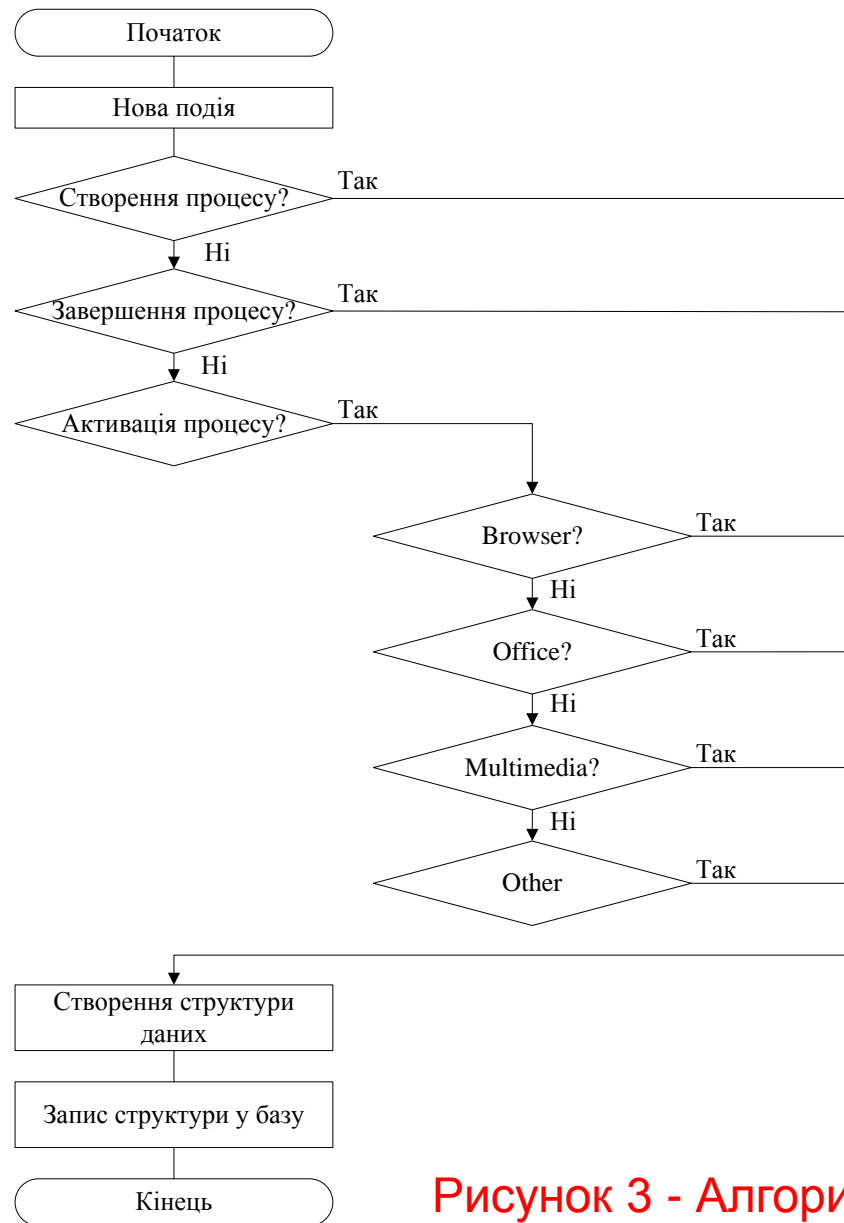 Початок
Нова подія
Створення процесу?
Так
Ні
Завершення процесу?
Так
Ні
Активація процесу?
Так
Browser?
Так
Ні
Office?
Так
Ні
Multimedia?
Так
Ні
Other
Так
Створення структури
даних
Запис структури у базу
Кінець
Рисунок 3 - Алгори